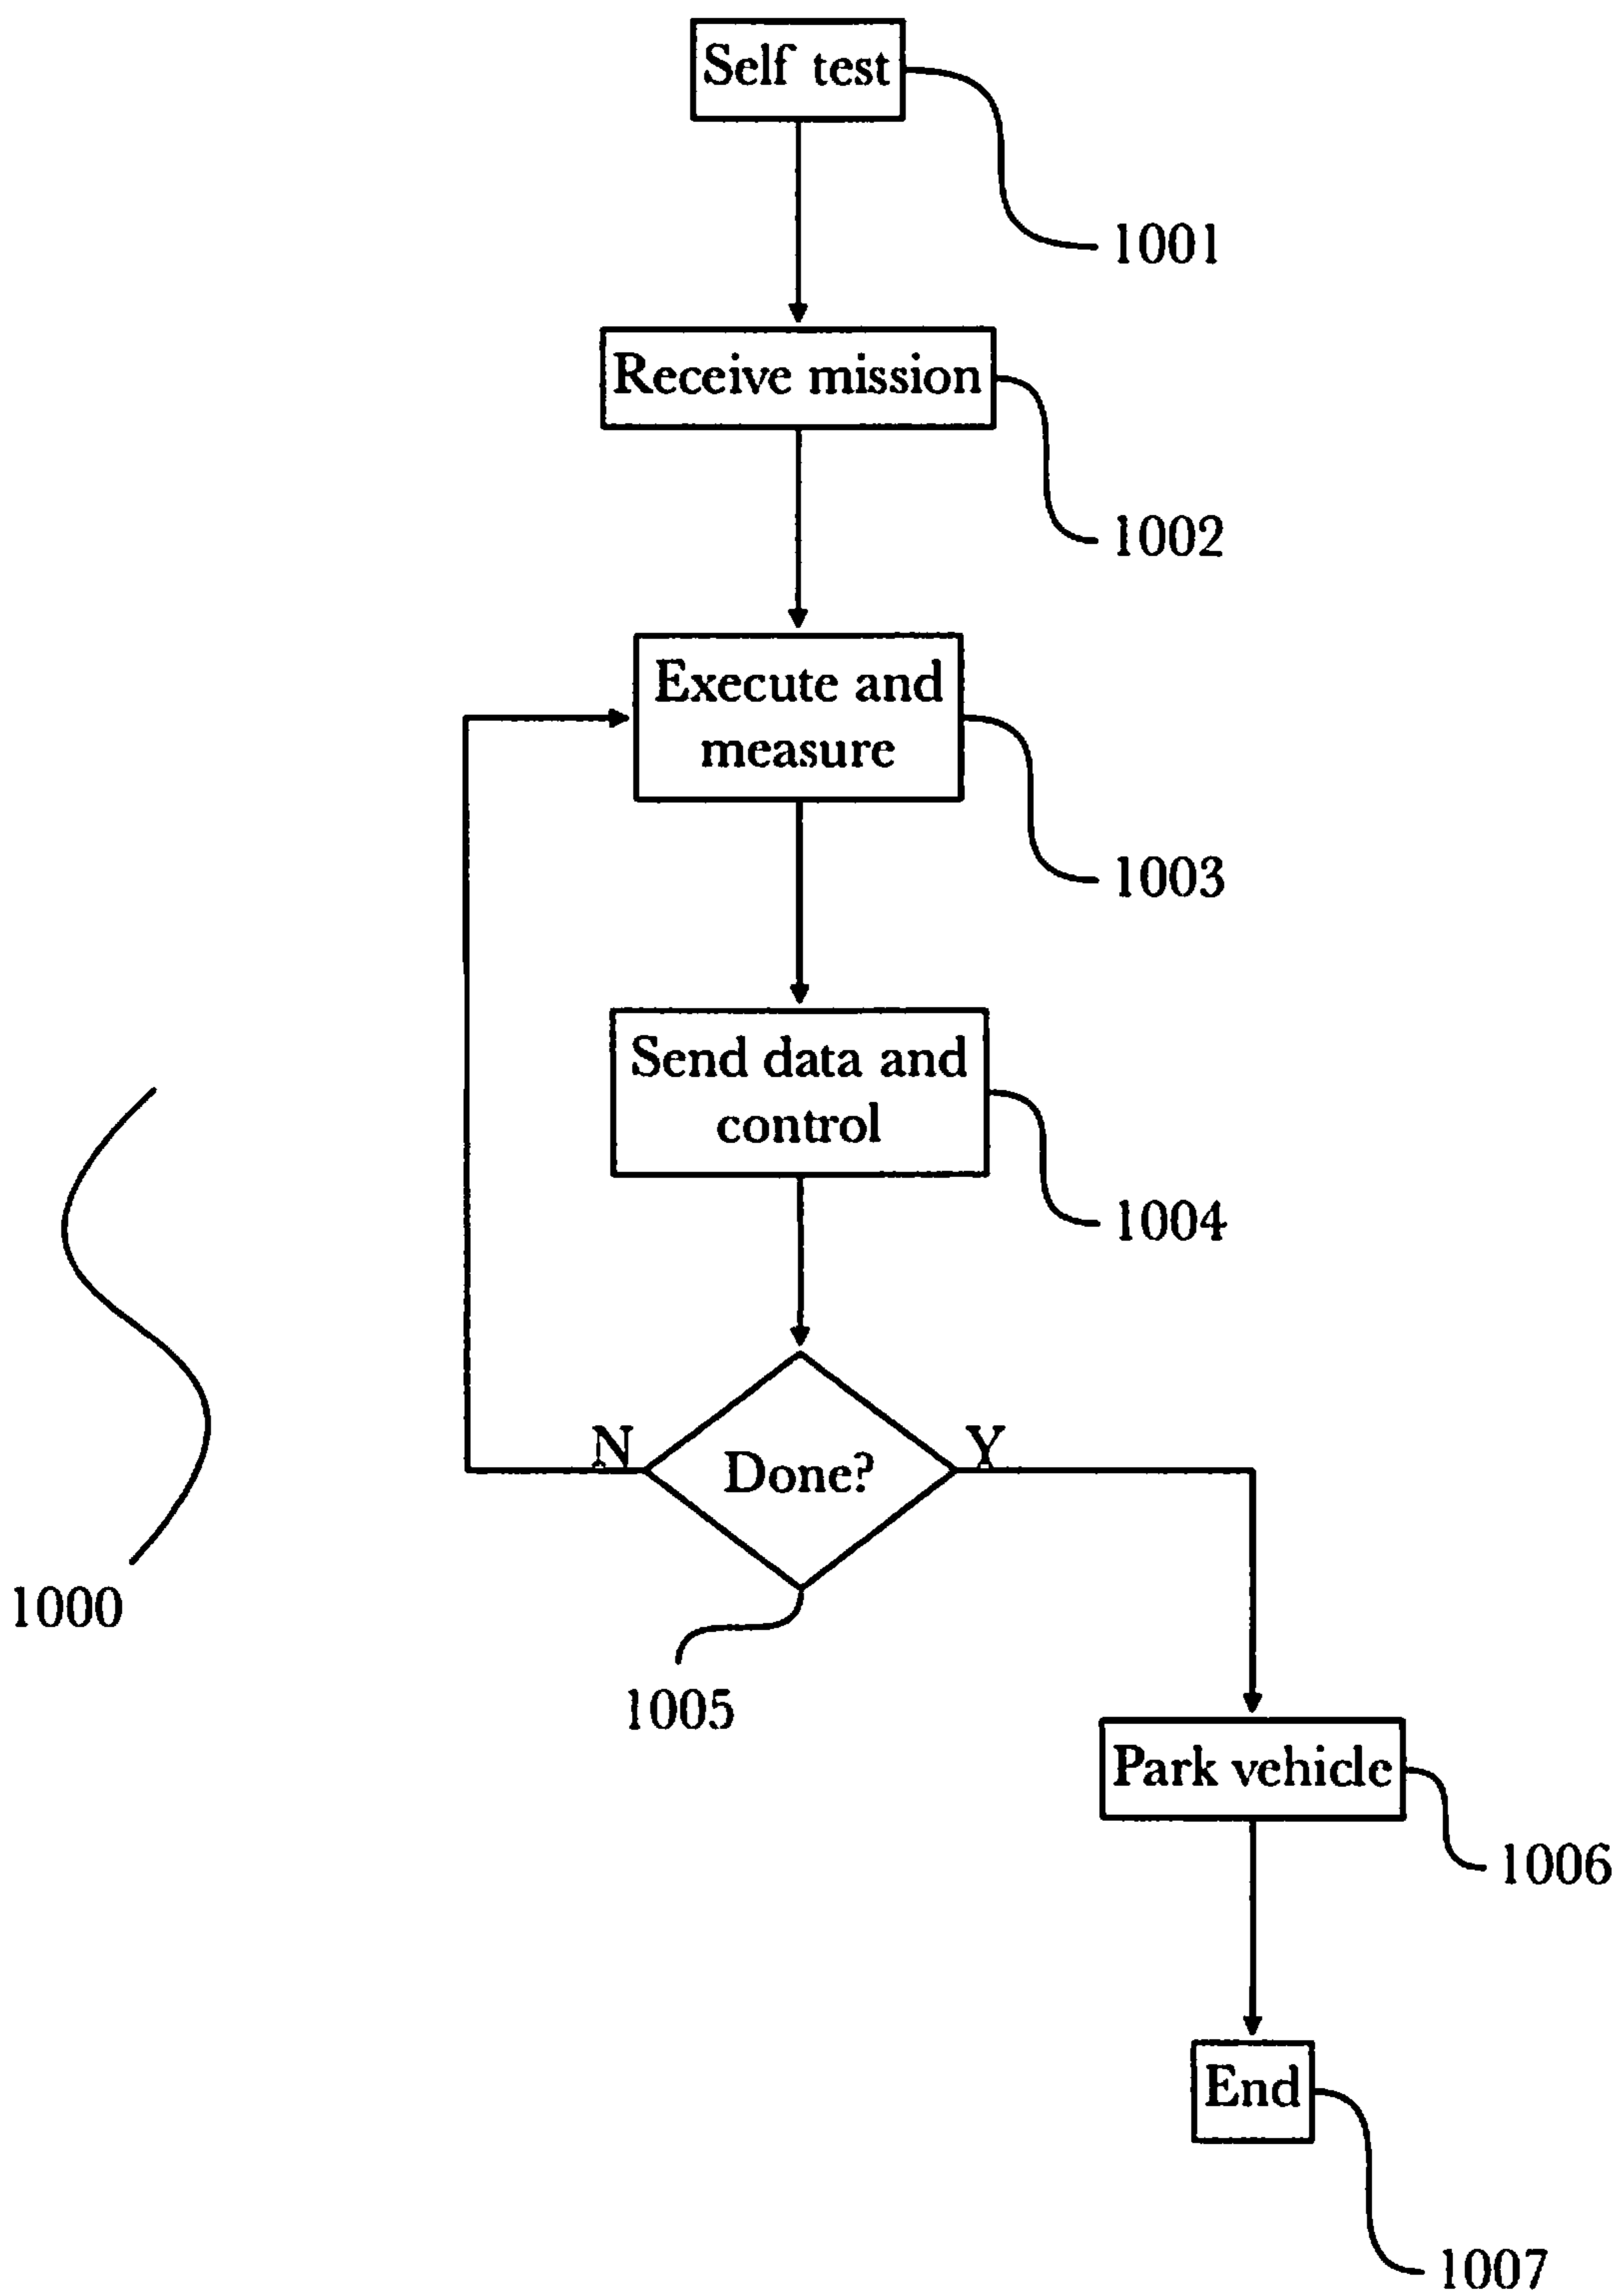 Self test
1001
Receive mission
1002
Execute and
measure
1003
Send data and
control
1004
N
Y
Done?
1000
1005
Park vehicle
1006
End
1007